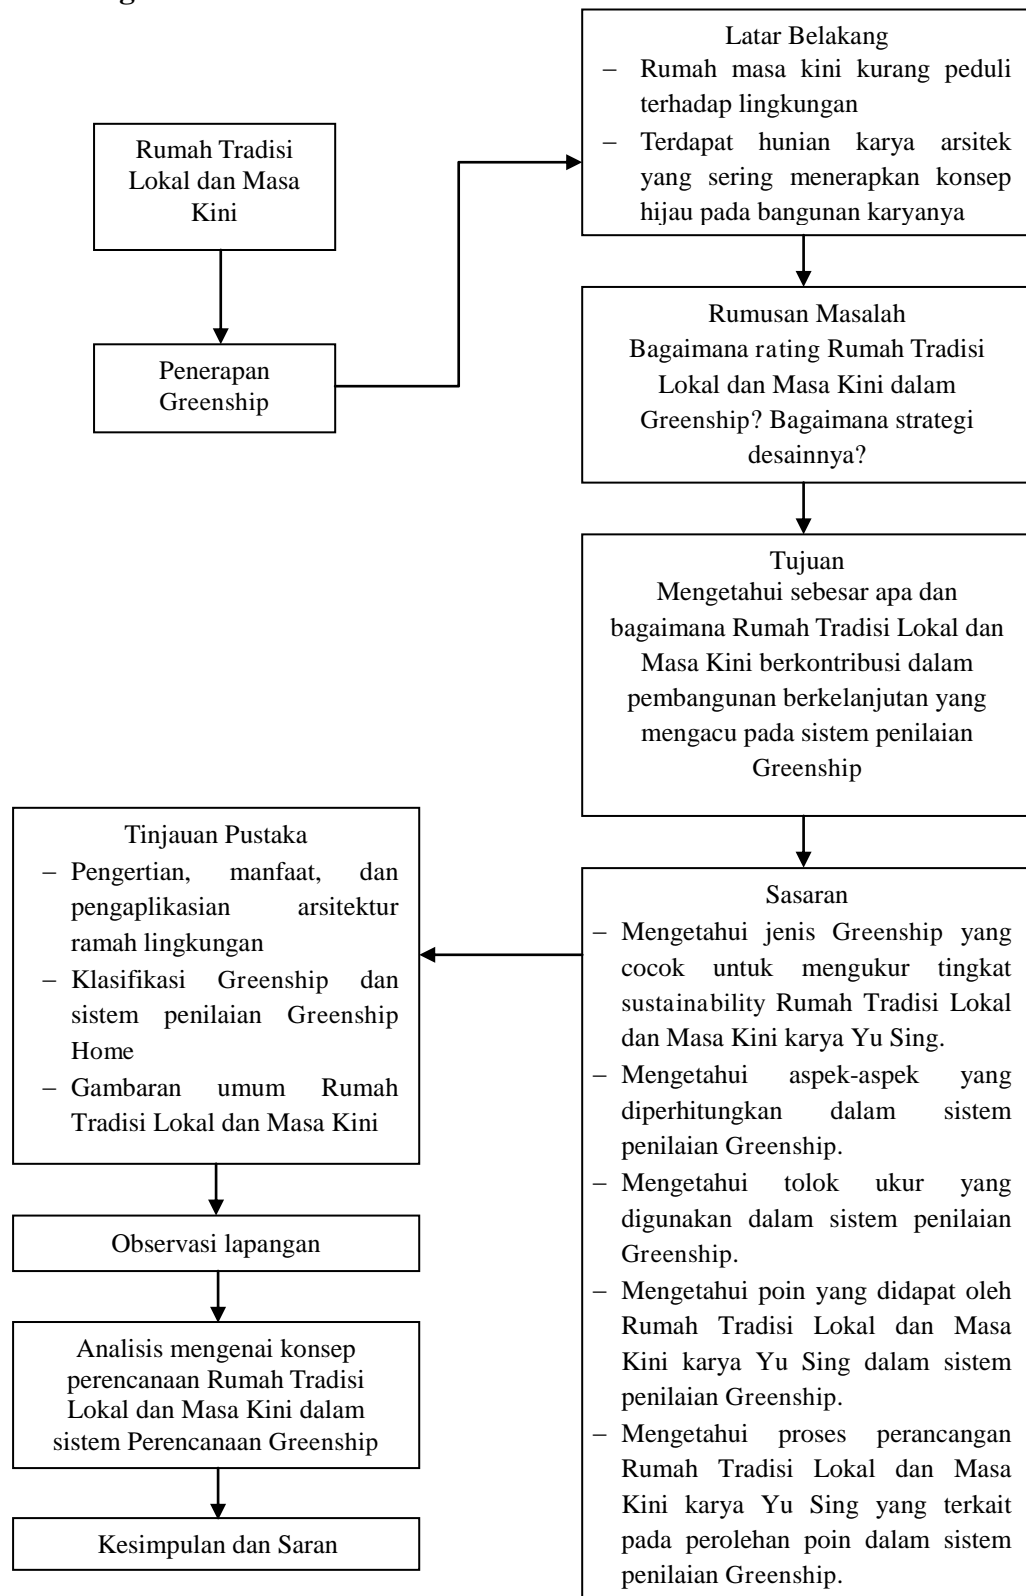 Rumah Tradisi
Lokal dan Masa
Kini
Penerapan
Greenship
Latar Belakang
– Rumah masa kini kurang peduli
terhadap lingkungan
– Terdapat hunian karya arsitek
yang sering menerapkan konsep
hijau pada bangunan karyanya
Rumusan Masalah
Bagaimana rating Rumah Tradisi
Lokal dan Masa Kini dalam
Greenship? Bagaimana strategi
desainnya?
Tujuan
Mengetahui sebesar apa dan
bagaimana Rumah Tradisi Lokal dan
Masa Kini berkontribusi dalam
pembangunan berkelanjutan yang
mengacu pada sistem penilaian
Greenship
Sasaran
– Mengetahui jenis Greenship yang
cocok untuk mengukur tingkat
sustainability Rumah Tradisi Lokal
dan Masa Kini karya Yu Sing.
– Mengetahui aspek-aspek yang
diperhitungkan dalam sistem
penilaian Greenship.
– Mengetahui tolok ukur yang
digunakan dalam sistem penilaian
Greenship.
– Mengetahui poin yang didapat oleh
Rumah Tradisi Lokal dan Masa
Kini karya Yu Sing dalam sistem
penilaian Greenship.
– Mengetahui proses perancangan
Rumah Tradisi Lokal dan Masa
Kini karya Yu Sing yang terkait
pada perolehan poin dalam sistem
penilaian Greenship.
Tinjauan Pustaka
– Pengertian, manfaat, dan
pengaplikasian arsitektur
ramah lingkungan
– Klasifikasi Greenship dan
sistem penilaian Greenship
Home
– Gambaran umum Rumah
Tradisi Lokal dan Masa Kini
Observasi lapangan
Analisis mengenai konsep
perencanaan Rumah Tradisi
Lokal dan Masa Kini dalam
sistem Perencanaan Greenship
Kesimpulan dan Saran